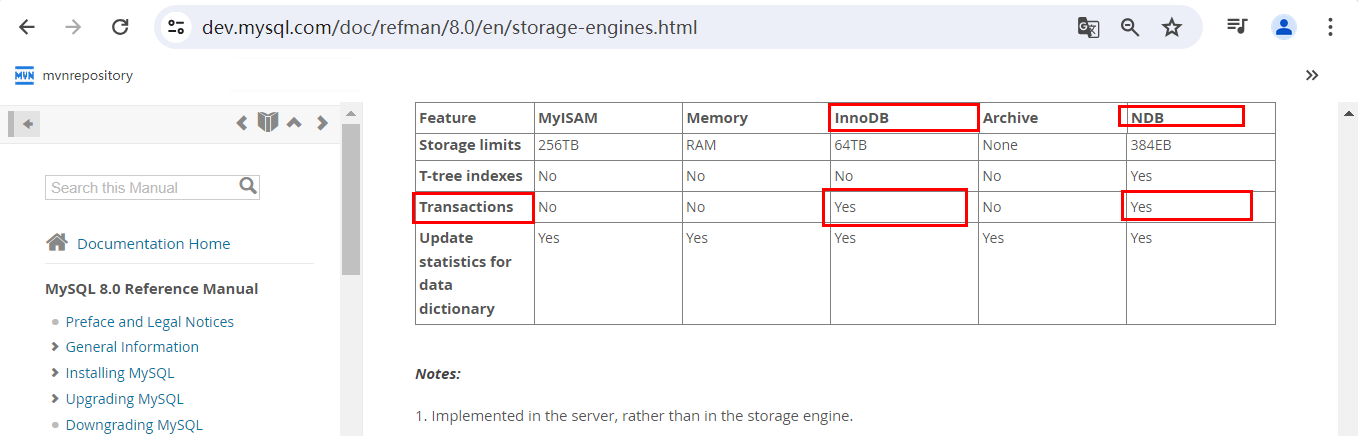 dev.mysql.com/doc/refman/8.0/en/storage-engines.html
MVN mvnrepository
Search this Manual
Documentation Home
MySQL 8.0 Reference Manual
Preface and Legal Notices
General Information
Installing MySQL
Upgrading MySQL
Downgrading MySQL
Feature MyISAM Memory InnoDB Archive NDB
Storage limits 256TB RAM 64TB None 384EB
T-tree indexes No No No No Yes
Transactions No No Yes No Yes
Update Yes Yes Yes Yes Yes
statistics for
data
dictionary
Notes:
1. Implemented in the server, rather than in the storage engine.